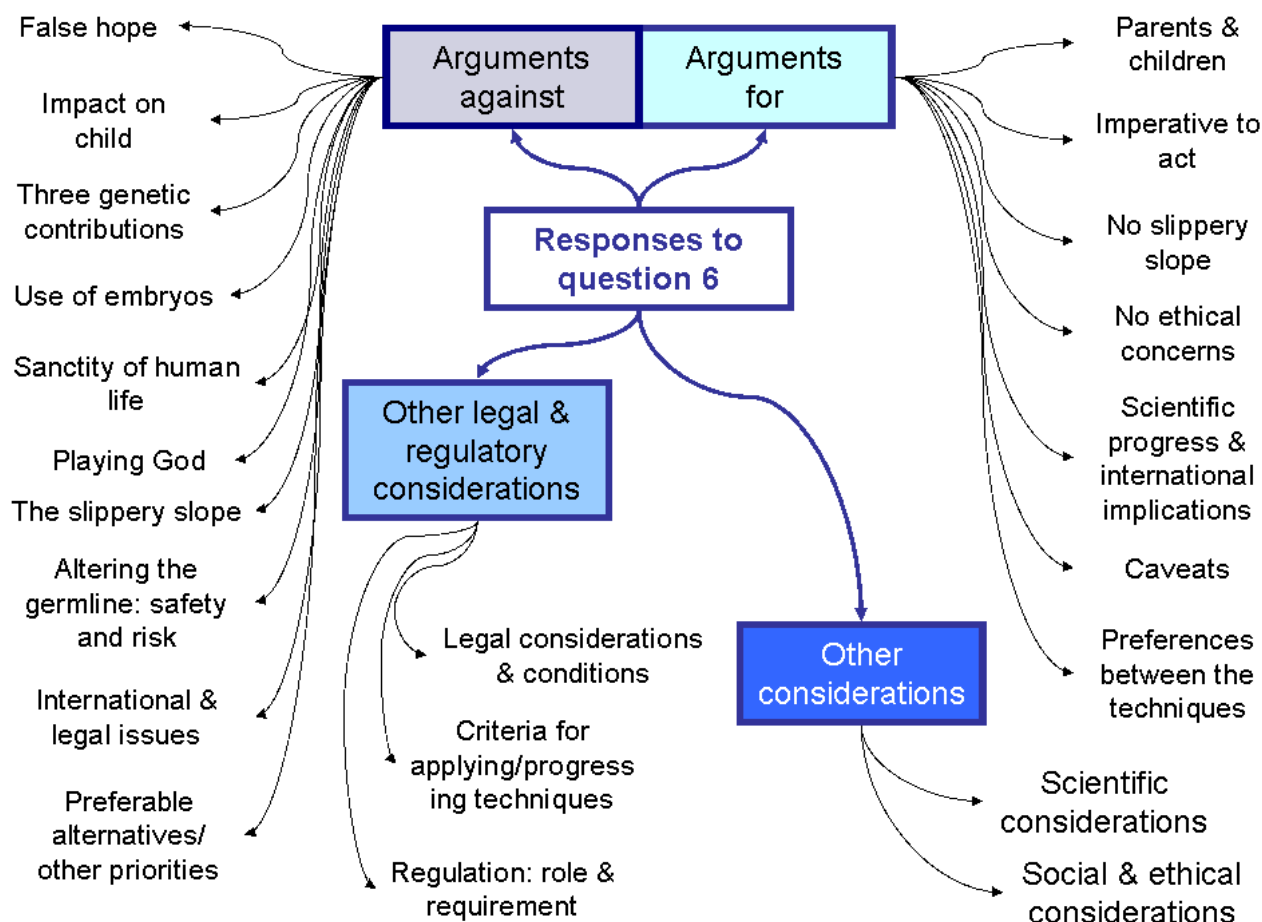 Arguments
against
Arguments
for
Responses to
question 6
False hope
Impact on
child
Three genetic
contributions
Use of embryos
Sanctity of human
life
Playing God
The slippery slope
Altering the
germline: safety
and risk
International &
legal issues
Preferable
alternatives/
other priorities
Parents &
children
Imperative to
act
No slippery
slope
No ethical
concerns
Scientific
progress &
international
implications
Caveats
Preferences
between the
techniques
Other legal &
regulatory
considerations
Legal considerations
& conditions
Criteria for
applying/progress
ing techniques
Regulation: role &
requirement
Other
considerations
Scientific
considerations
Social & ethical
considerations